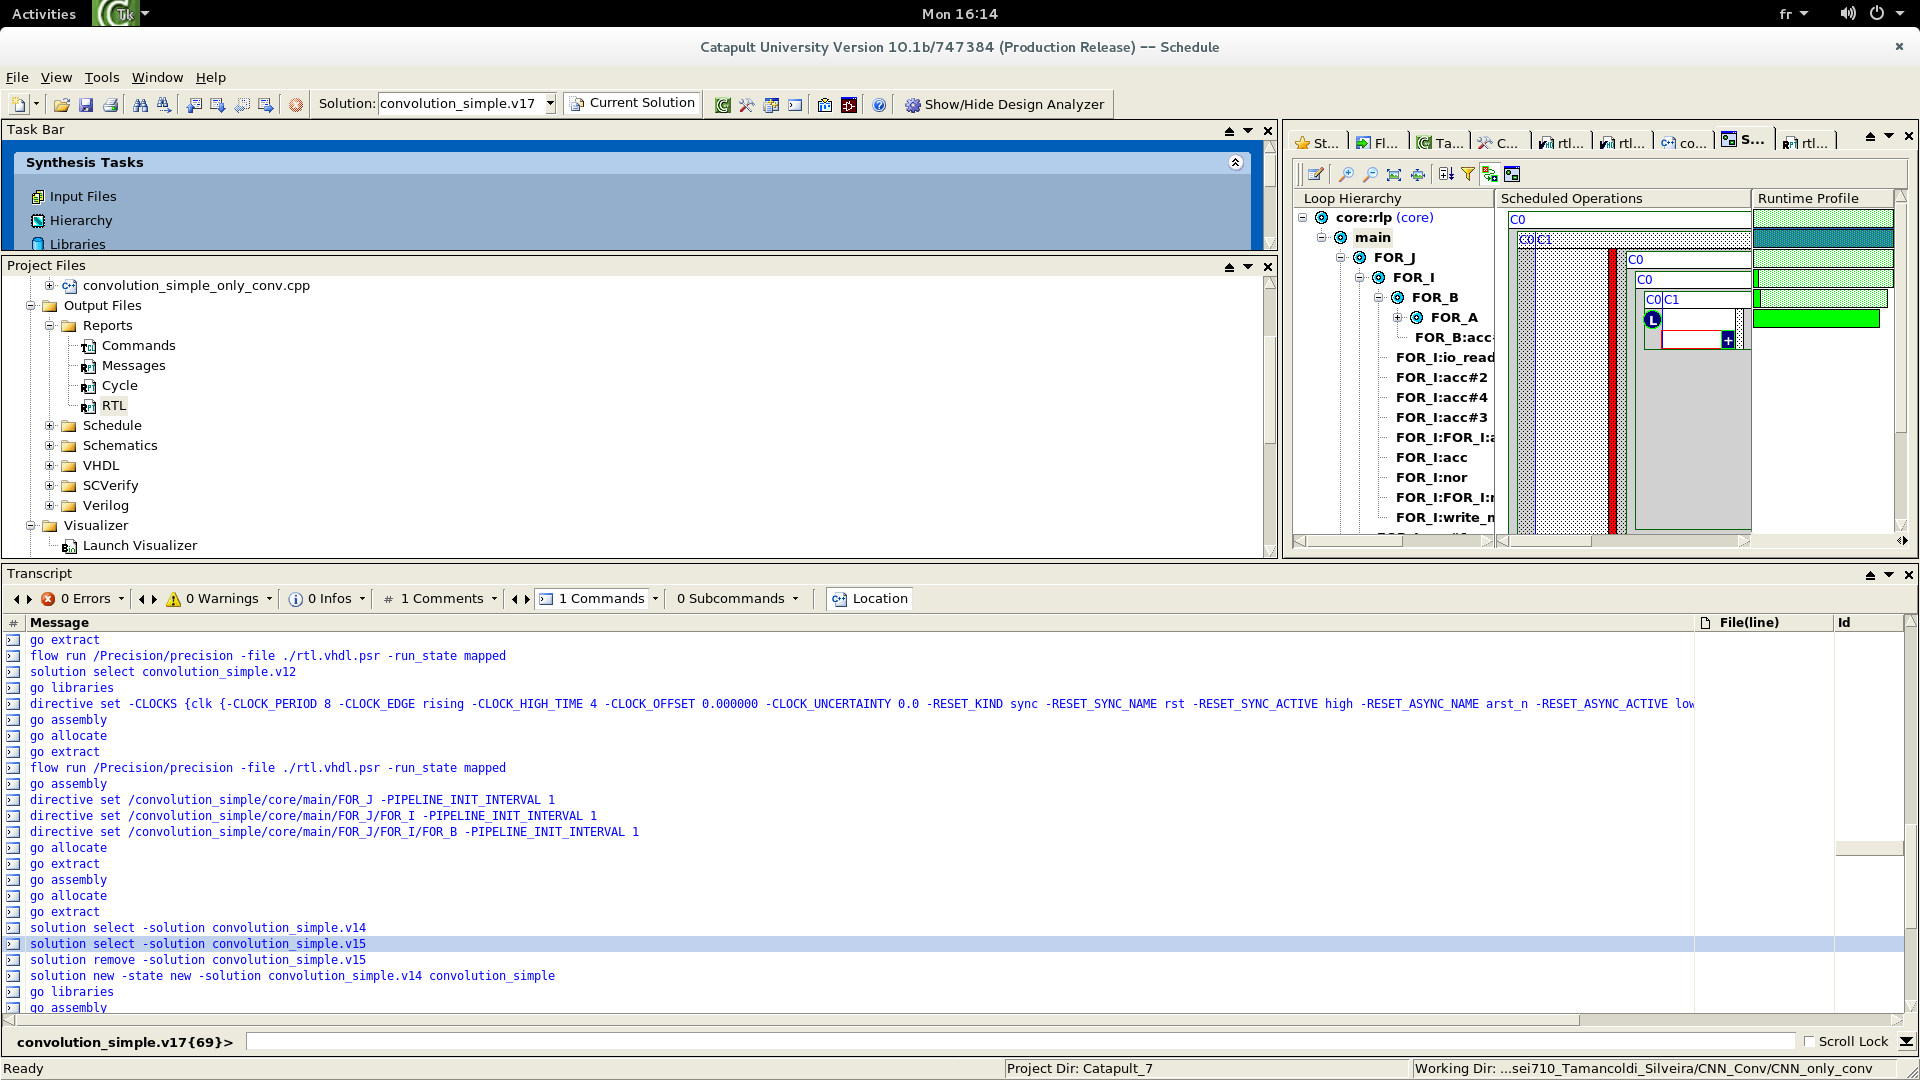 Activities Tk Mon 16:14 fr
Catapult University Version 10.1b/747384 (Production Release) -- Schedule
File View Tools Window Help
Solution: convolution_simple.v17 Current Solution Show/Hide Design Analyzer
Task Bar
Synthesis Tasks
Input Files
Hierarchy
Libraries
Project Files
convolution_simple_only_conv.cpp
Output Files
Reports
Commands
Messages
Cycle
RTL
Schedule
Schematics
VHDL
SCVerify
Verilog
Visualizer
Launch Visualizer
St... Fl... Ta... C... rtl... rtl... co... S... rtl...
Loop Hierarchy Scheduled Operations Runtime Profile
core:rlp (core) C0
main C0 C1
FOR_J C0
FOR_I C0
FOR_B C0 C1
FOR_A L
FOR_B:acc +
FOR_I:io_read
FOR_I:acc#2
FOR_I:acc#4
FOR_I:acc#3
FOR_I:FOR_I:a
FOR_I:acc
FOR_I:nor
FOR_I:FOR_I:
FOR_I:write_
Transcript
0 Errors 0 Warnings 0 Infos # 1 Comments 1 Commands 0 Subcommands Location
# Message File(line) Id
go extract
flow run /Precision/precision -file ./rtl.vhdl.psr -run_state mapped
solution select convolution_simple.v12
go libraries
directive set -CLOCKS {clk {-CLOCK_PERIOD 8 -CLOCK_EDGE rising -CLOCK_HIGH_TIME 4 -CLOCK_OFFSET 0.000000 -CLOCK_UNCERTAINTY 0.0 -RESET_KIND sync -RESET_SYNC_NAME rst -RESET_SYNC_ACTIVE high -RESET_ASYNC_NAME arst_n -RESET_ASYNC_ACTIVE low
go assembly
go allocate
go extract
flow run /Precision/precision -file ./rtl.vhdl.psr -run_state mapped
go assembly
directive set /convolution_simple/core/main/FOR_J -PIPELINE_INIT_INTERVAL 1
directive set /convolution_simple/core/main/FOR_J/FOR_I -PIPELINE_INIT_INTERVAL 1
directive set /convolution_simple/core/main/FOR_J/FOR_I/FOR_B -PIPELINE_INIT_INTERVAL 1
go allocate
go extract
go assembly
go allocate
go extract
solution select -solution convolution_simple.v14
solution select -solution convolution_simple.v15
solution remove -solution convolution_simple.v15
solution new -state new -solution convolution_simple.v14 convolution_simple
go libraries
go assembly
convolution_simple.v17{69}> Scroll Lock
Ready Project Dir: Catapult_7 Working Dir: ...sei710_Tamancoldi_Silveira/CNN_Conv/CNN_only_conv